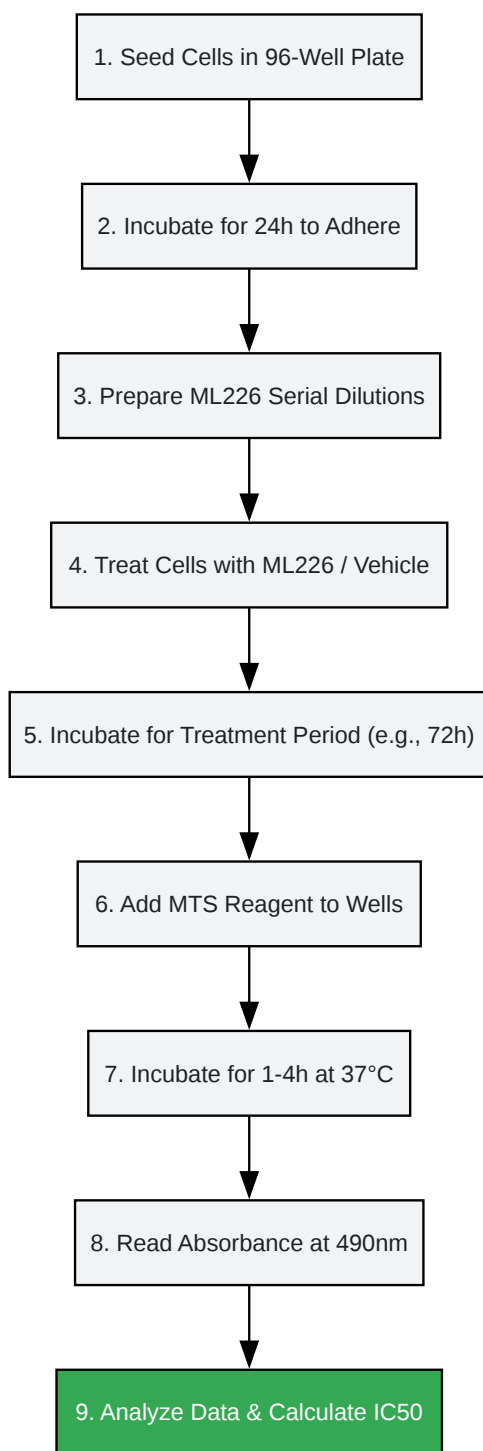 1. Seed Cells in 96-Well Plate
2. Incubate for 24h to Adhere
3. Prepare ML226 Serial Dilutions
4. Treat Cells with ML226 / Vehicle
5. Incubate for Treatment Period (e.g., 72h)
6. Add MTS Reagent to Wells
7. Incubate for 1-4h at 37°C
8. Read Absorbance at 490nm
9. Analyze Data & Calculate IC50